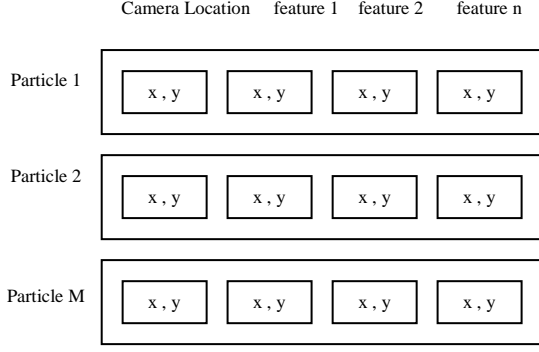 Camera Location feature 1 feature 2 feature n
Particle 1
x , y x , y x , y x , y
Particle 2
x , y x , y x , y x , y
Particle M
x , y x , y x , y x , y